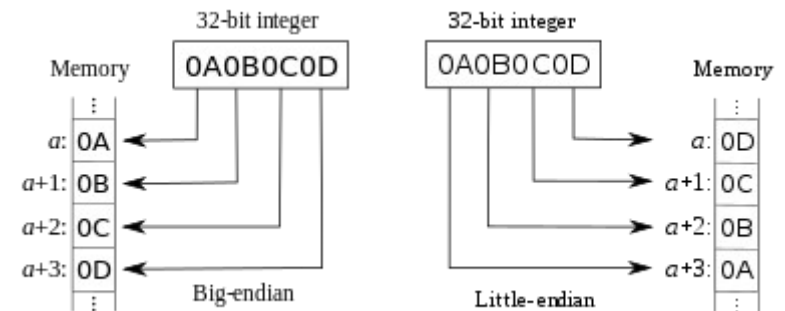 32-bit integer
0A0B0C0D
Memory
⋮
a: 0A
a+1: 0B
a+2: 0C
a+3: 0D
⋮
Big-endian
32-bit integer
0A0B0C0D
Memory
⋮
a: 0D
a+1: 0C
a+2: 0B
a+3: 0A
⋮
Little-endian